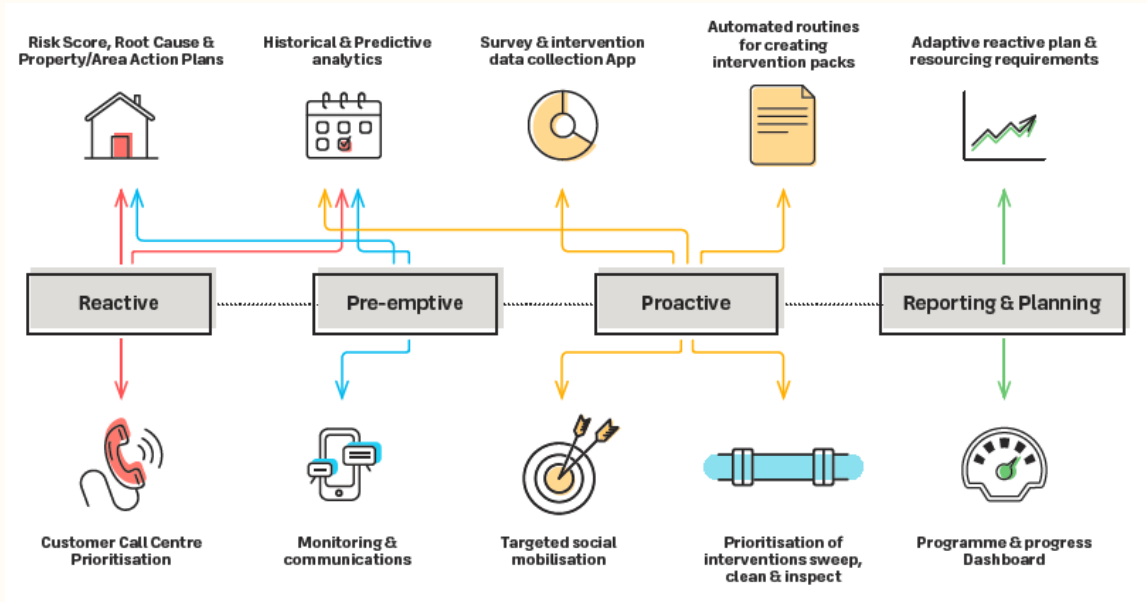 Risk Score, Root Cause &
Property/Area Action Plans
Historical & Predictive
analytics
Survey & intervention
data collection App
Automated routines
for creating
intervention packs
Adaptive reactive plan &
resourcing requirements
Reactive
Pre-emptive
Proactive
Reporting & Planning
Customer Call Centre
Prioritisation
Monitoring &
communications
Targeted social
mobilisation
Prioritisation of
interventions sweep,
clean & inspect
Programme & progress
Dashboard